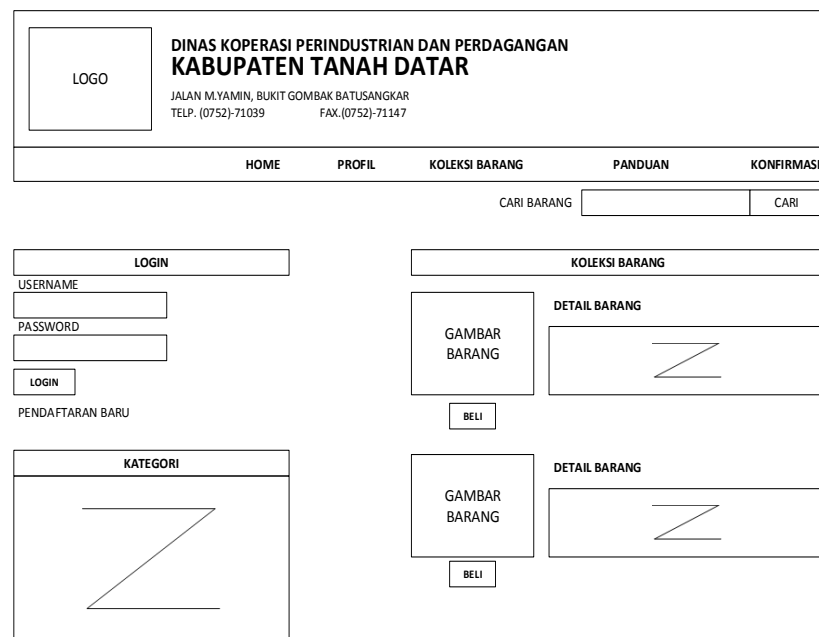 LOGO
DINAS KOPERASI PERINDUSTRIAN DAN PERDAGANGAN
KABUPATEN TANAH DATAR
JALAN M.YAMIN, BUKIT GOMBAK BATUSANGKAR
TELP. (0752)-71039 FAX.(0752)-71147
HOME PROFIL KOLEKSI BARANG PANDUAN KONFIRMASI
CARI BARANG CARI
LOGIN
USERNAME
PASSWORD
LOGIN
PENDAFTARAN BARU
KATEGORI
KOLEKSI BARANG
GAMBAR
BARANG
DETAIL BARANG
BELI
GAMBAR
BARANG
DETAIL BARANG
BELI